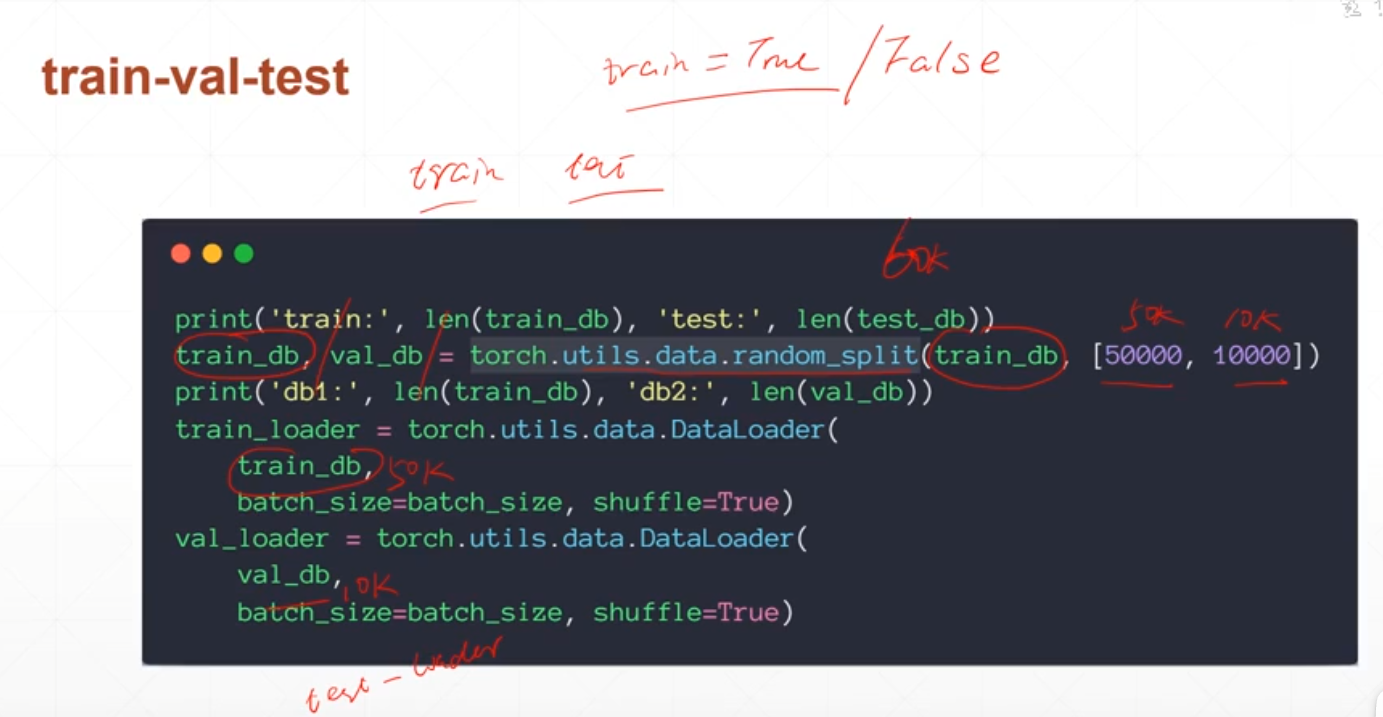 train-val-test
train = True / False
train test
60K
print('train:', len(train_db), 'test:', len(test_db))
50K 10K
train_db, val_db = torch.utils.data.random_split(train_db, [50000, 10000])
print('db1:', len(train_db), 'db2:', len(val_db))
train_loader = torch.utils.data.DataLoader(
train_db, 50K
batch_size=batch_size, shuffle=True)
val_loader = torch.utils.data.DataLoader(
val_db, 10K
batch_size=batch_size, shuffle=True)
test-loader